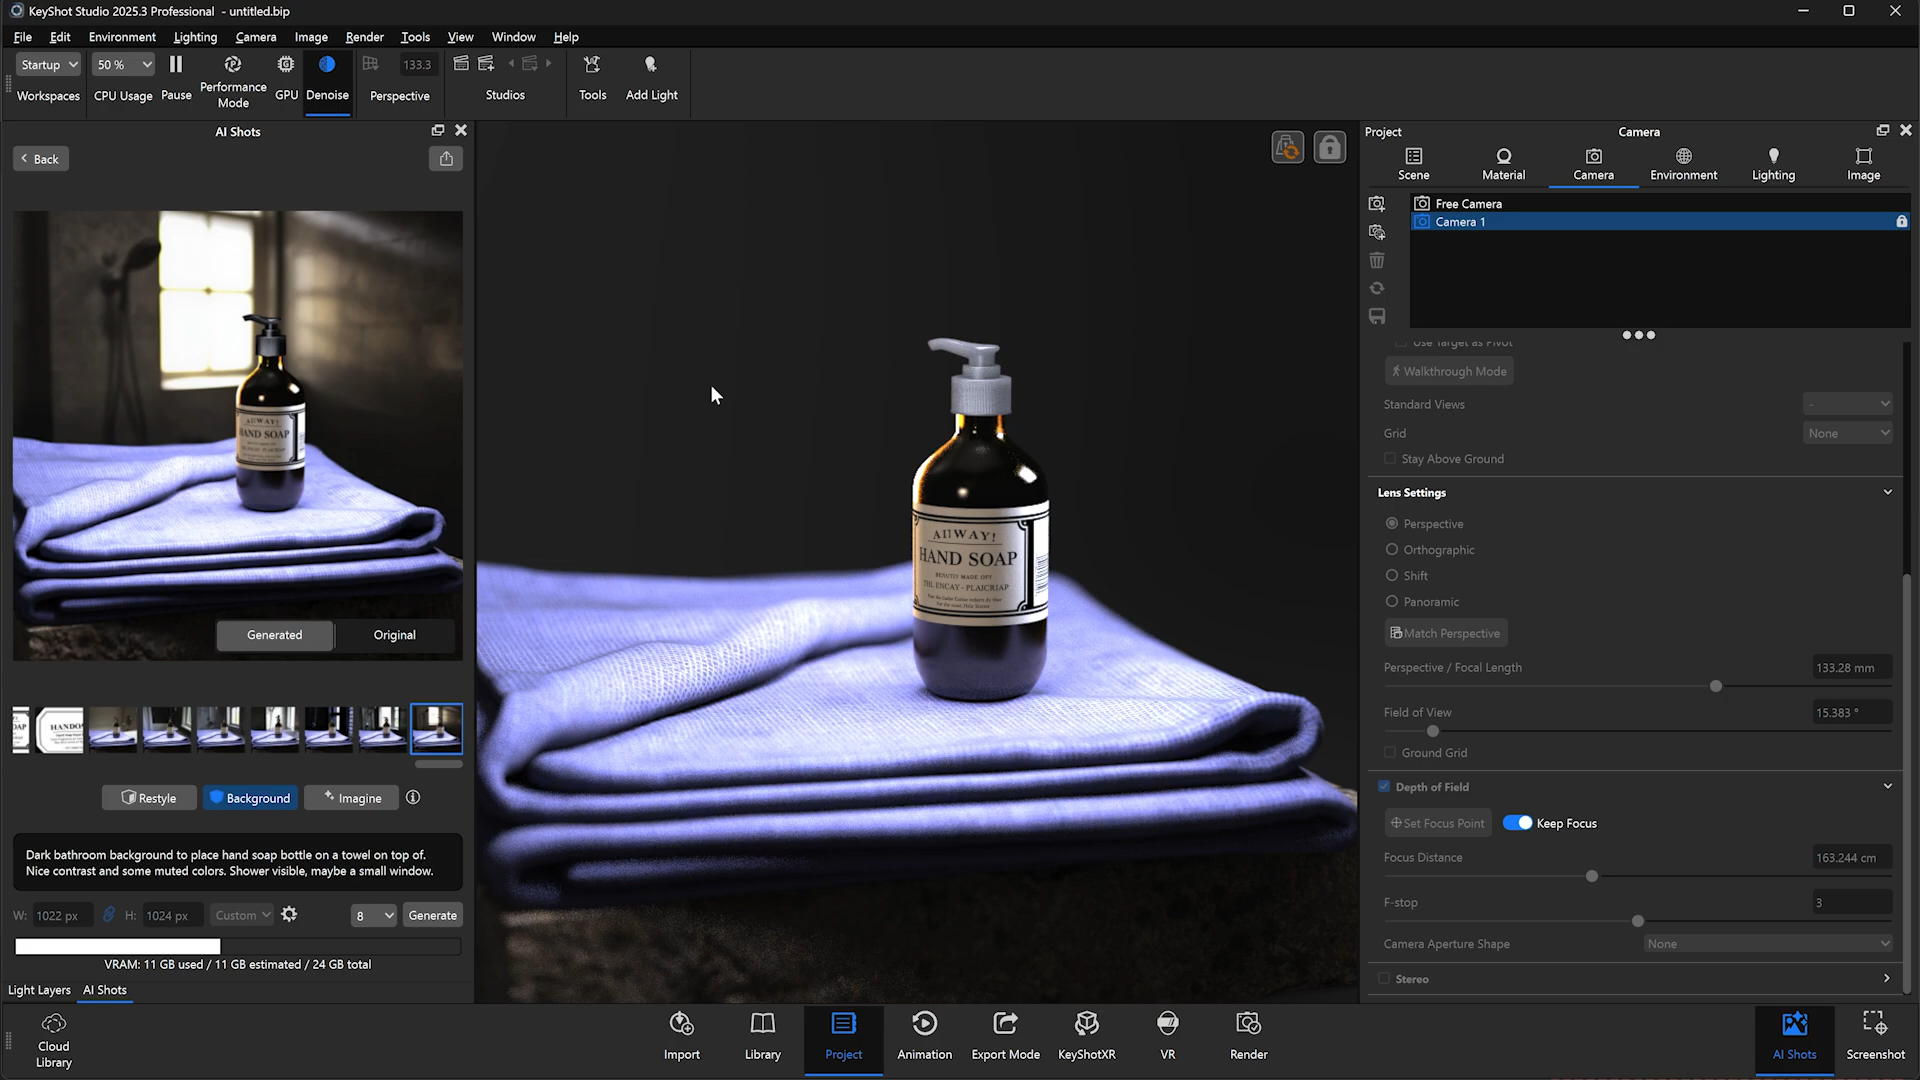 KeyShot Studio 2025.3 Professional - untitled.bip
File Edit Environment Lighting Camera Image Render Tools View Window Help
Startup
50 %
133.3
Workspaces CPU Usage Pause Performance Mode GPU Denoise Perspective Studios Tools Add Light
AI Shots
Back
HAND SOAP
Generated Original
Restyle Background Imagine
Dark bathroom background to place hand soap bottle on a towel on top of.
Nice contrast and some muted colors. Shower visible, maybe a small window.
W: 1022 px H: 1024 px Custom 8 Generate
VRAM: 11 GB used / 11 GB estimated / 24 GB total
Light Layers AI Shots
HAND SOAP
Project Camera
Scene Material Camera Environment Lighting Image
Free Camera
Camera 1
Use Target as Pivot
Walkthrough Mode
Standard Views -
Grid None
Stay Above Ground
Lens Settings
Perspective
Orthographic
Shift
Panoramic
Match Perspective
Perspective / Focal Length 133.28 mm
Field of View 15.383 °
Ground Grid
Depth of Field
Set Focus Point Keep Focus
Focus Distance 163.244 cm
F-stop 3
Camera Aperture Shape None
Stereo
Cloud Library
Import Library Project Animation Export Mode KeyShotXR VR Render
AI Shots Screenshot